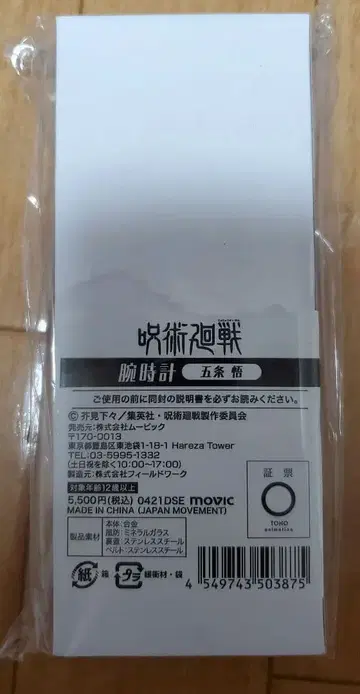 呪術廻戦
腕時計 五条 悟
ご使用の前に同封の説明書を必ずお読みください。
© 芥見下々／集英社・呪術廻戦製作委員会
発売元：株式会社ムービック
〒170-0013
東京都豊島区東池袋1-18-1 Hareza Tower
TEL：03-5995-1332
(土日祝を除く10:00〜17:00)
製造元：株式会社フィールドワーク
対象年齢12歳以上
5,500円(税込) 0421DSE movic
MADE IN CHINA (JAPAN MOVEMENT)
製品素材
本体：合金
風防：ミネラルガラス
裏蓋：ステンレススチール
ベルト：ステンレススチール
証票
TOHO
animation
紙 箱
プラ 緩衝材・袋
4 549743 503875